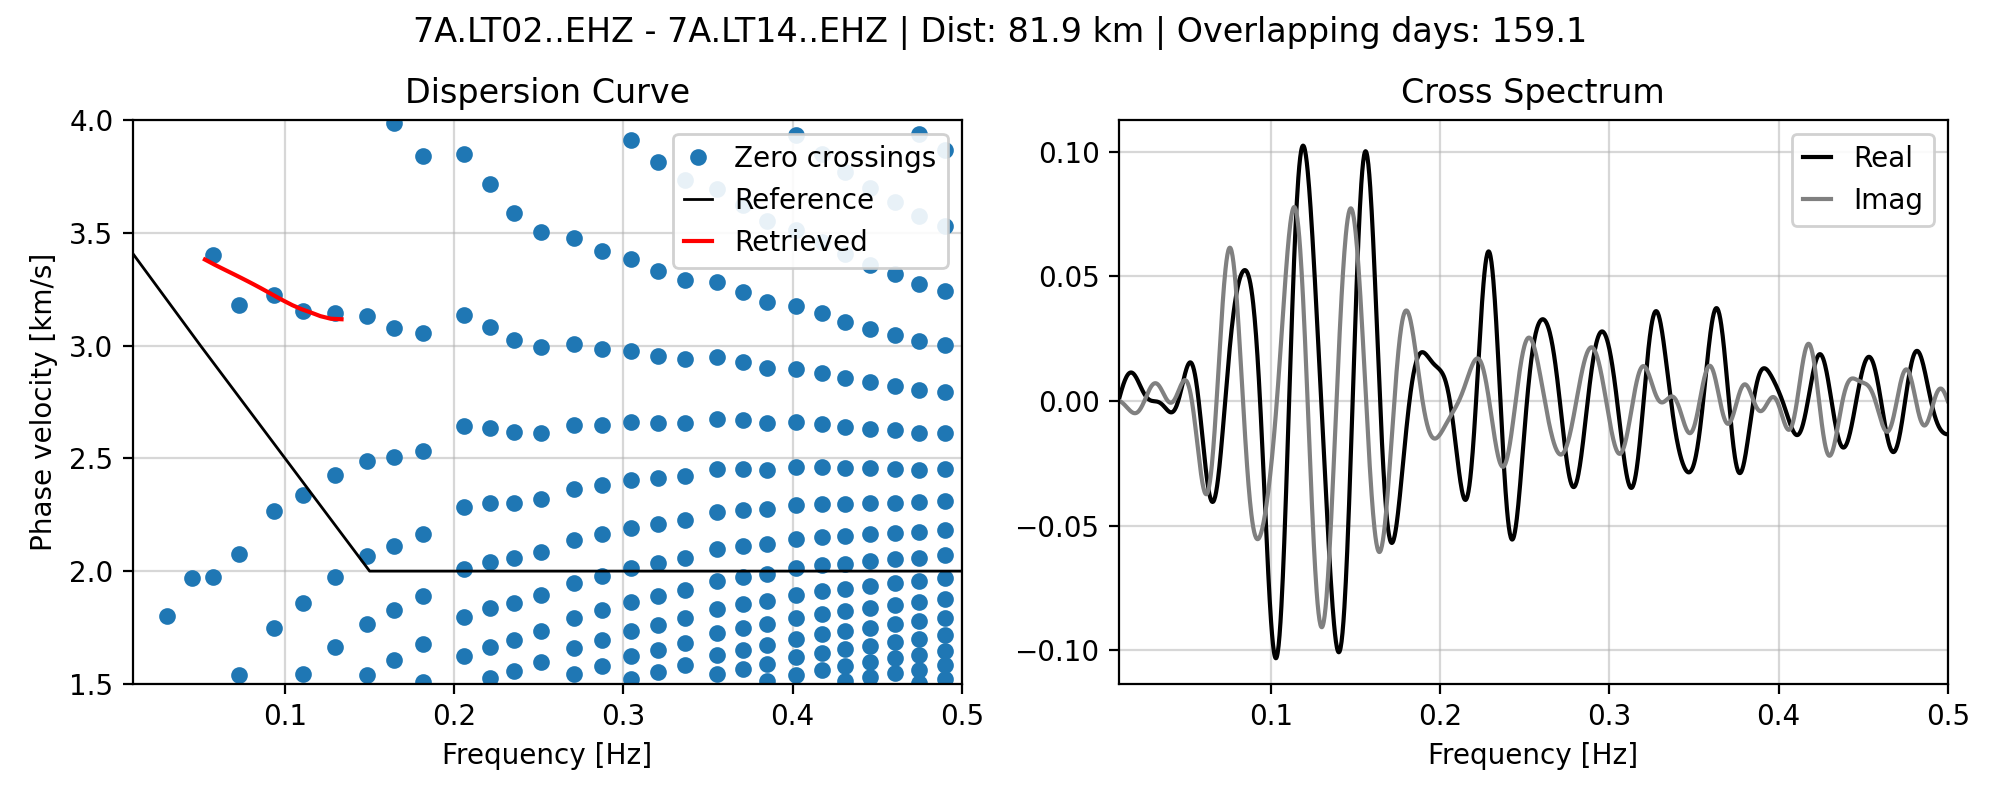 7A.LT02..EHZ - 7A.LT14..EHZ | Dist: 81.9 km | Overlapping days: 159.1
Dispersion Curve
4.0
3.5
3.0
2.5
2.0
1.5
Phase velocity [km/s]
0.1 0.2 0.3 0.4 0.5
Frequency [Hz]
Zero crossings
Reference
Retrieved
Cross Spectrum
0.10
0.05
0.00
−0.05
−0.10
0.1 0.2 0.3 0.4 0.5
Frequency [Hz]
Real
Imag